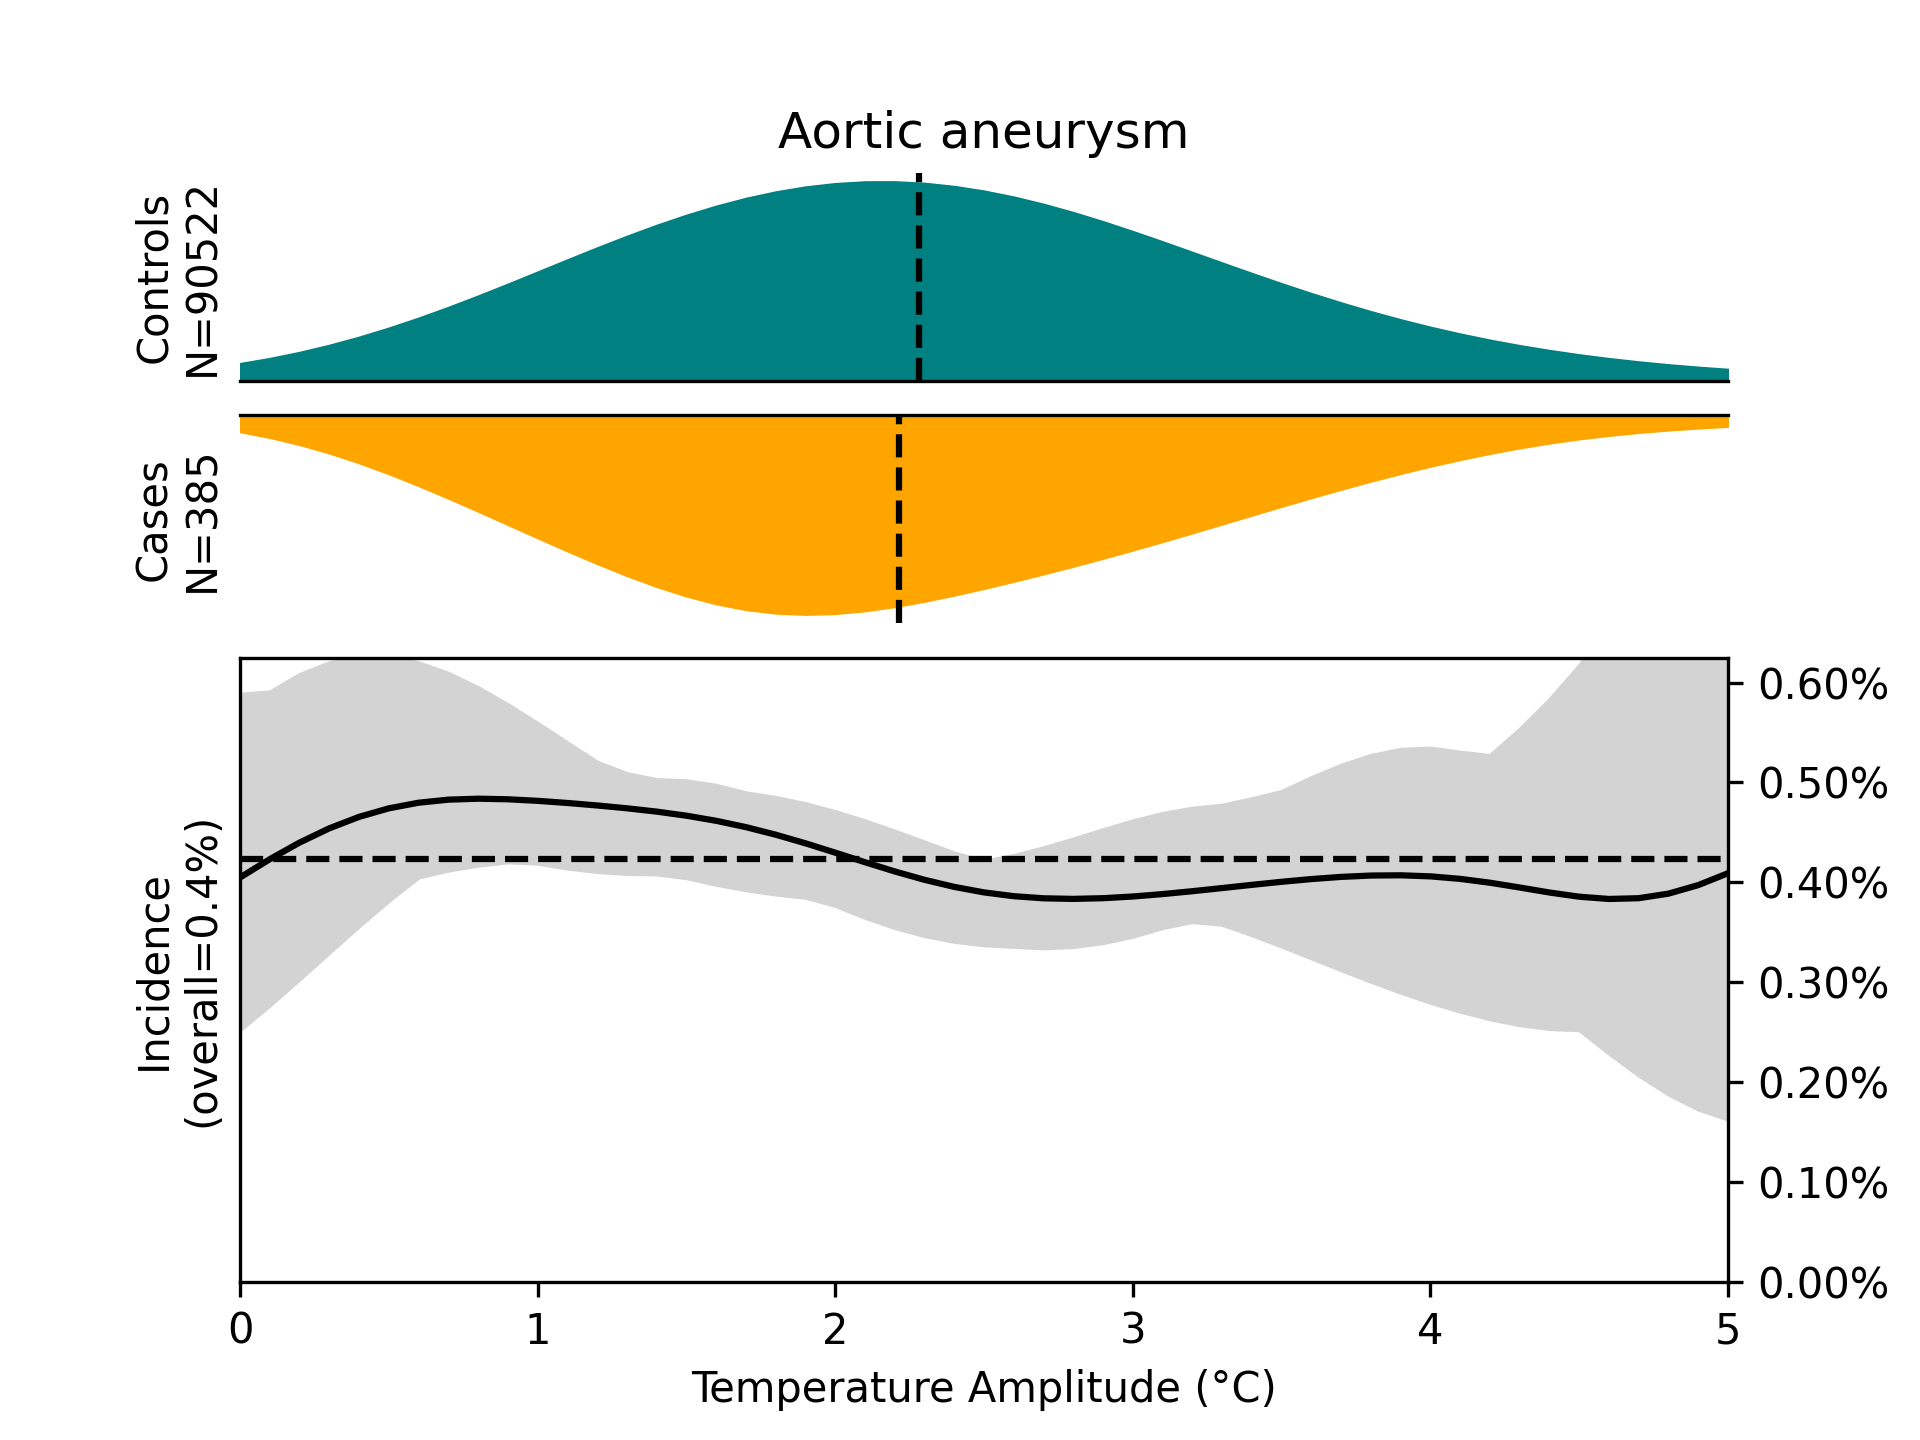 Aortic aneurysm
Controls
N=90522
Cases
N=385
Incidence
(overall=0.4%)
0.60%
0.50%
0.40%
0.30%
0.20%
0.10%
0.00%
0 1 2 3 4 5
Temperature Amplitude (°C)